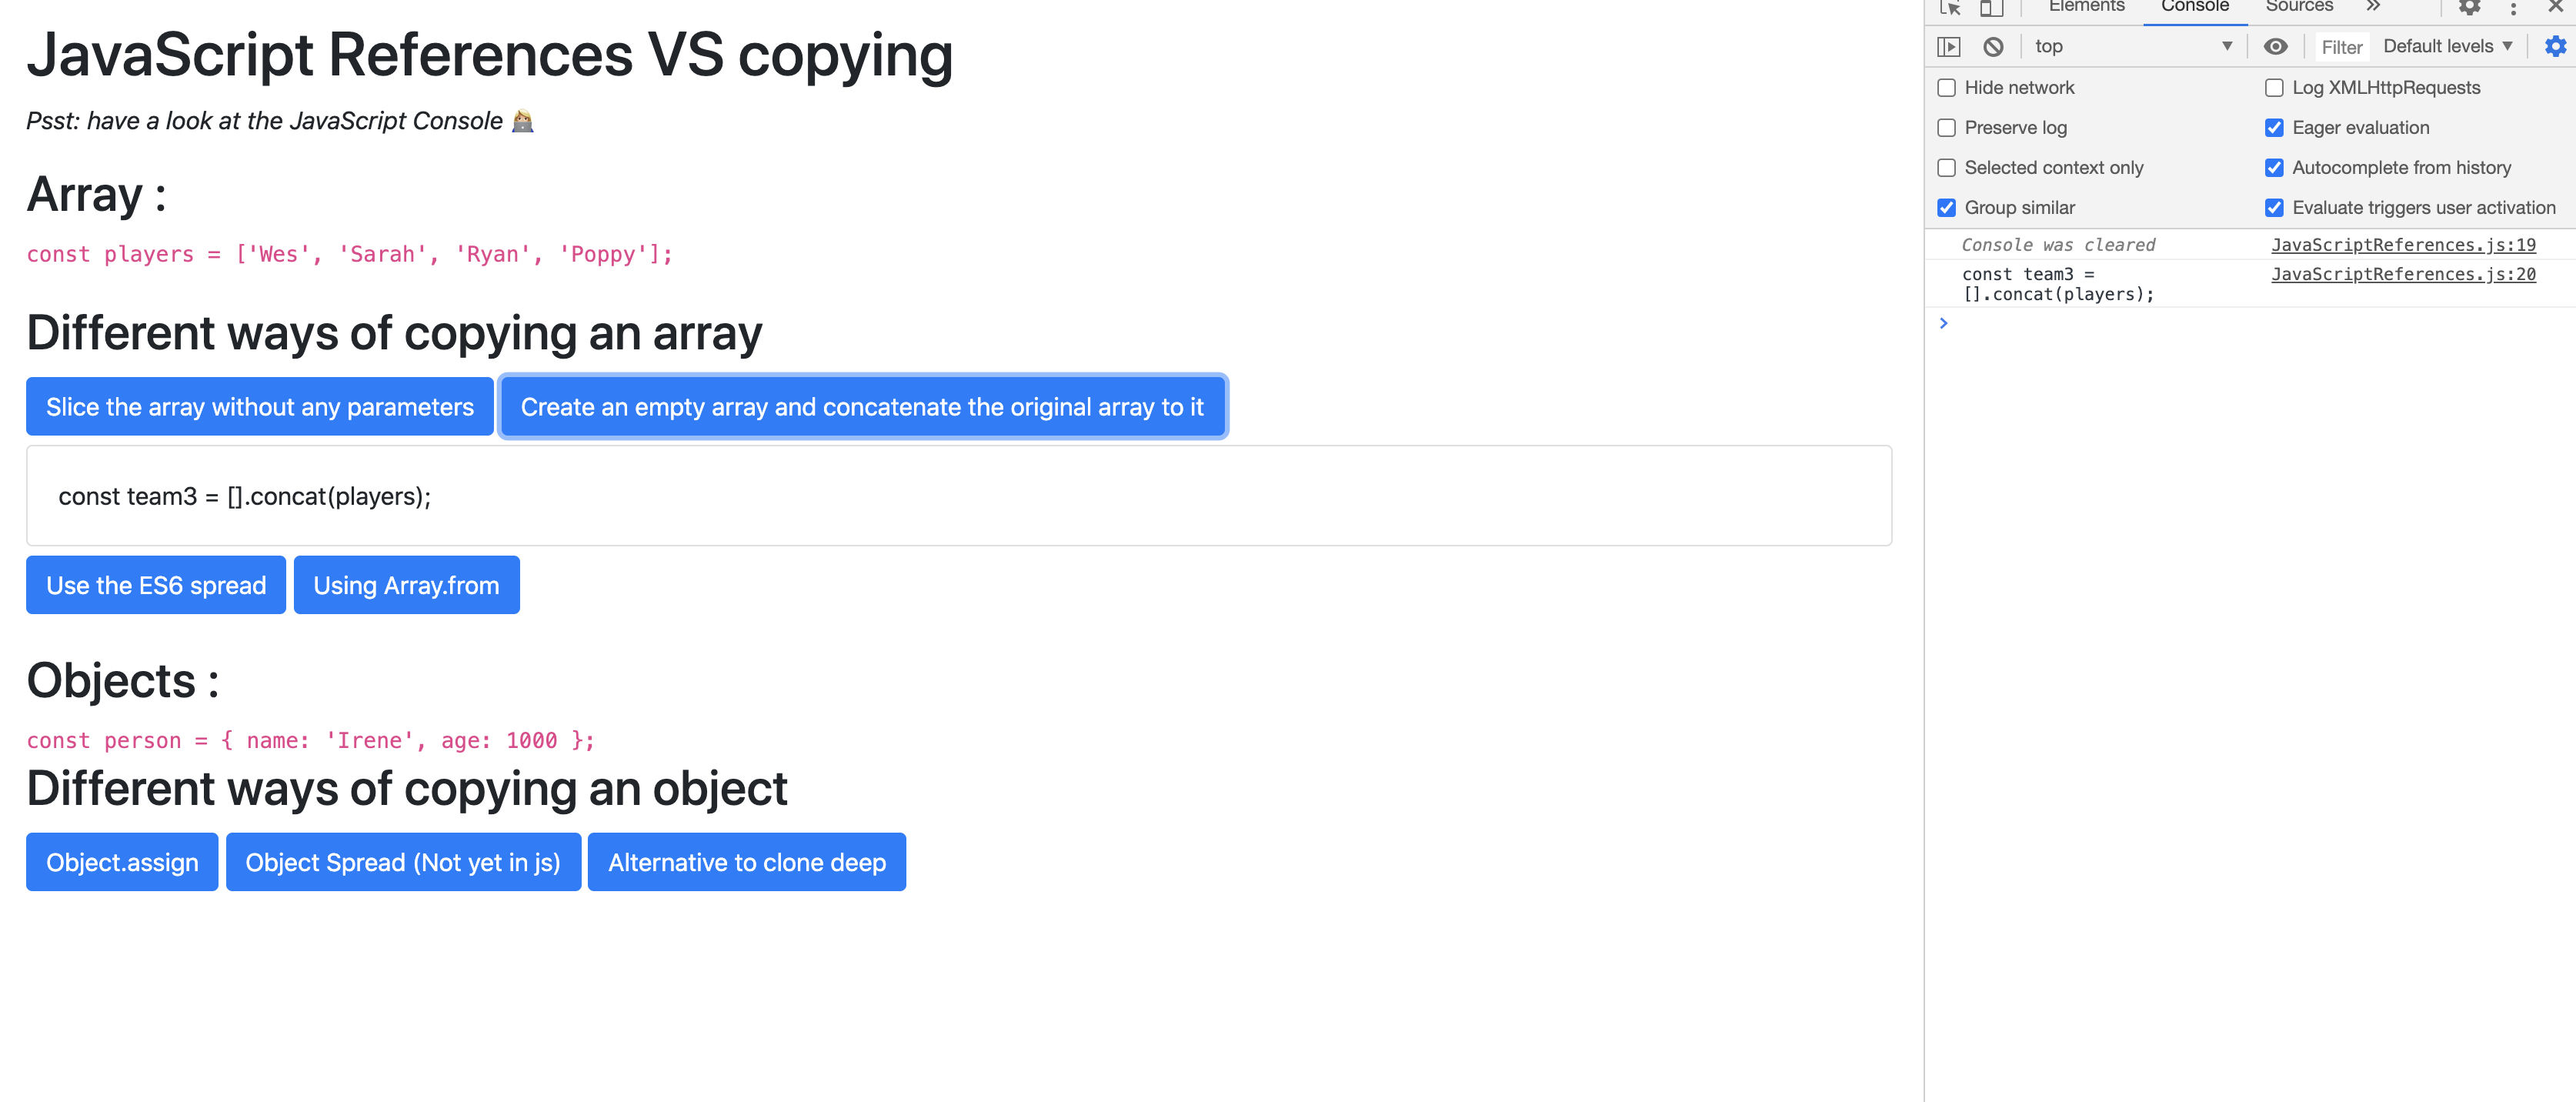 JavaScript References VS copying
Psst: have a look at the JavaScript Console 👩🏼‍💻
Array :
const players = ['Wes', 'Sarah', 'Ryan', 'Poppy'];
Different ways of copying an array
Slice the array without any parameters
Create an empty array and concatenate the original array to it
const team3 = [].concat(players);
Use the ES6 spread
Using Array.from
Objects :
const person = { name: 'Irene', age: 1000 };
Different ways of copying an object
Object.assign
Object Spread (Not yet in js)
Alternative to clone deep
Elements
Console
Sources
top
Filter
Default levels
Hide network
Log XMLHttpRequests
Preserve log
Eager evaluation
Selected context only
Autocomplete from history
Group similar
Evaluate triggers user activation
Console was cleared
JavaScriptReferences.js:19
const team3 =
[].concat(players);
JavaScriptReferences.js:20